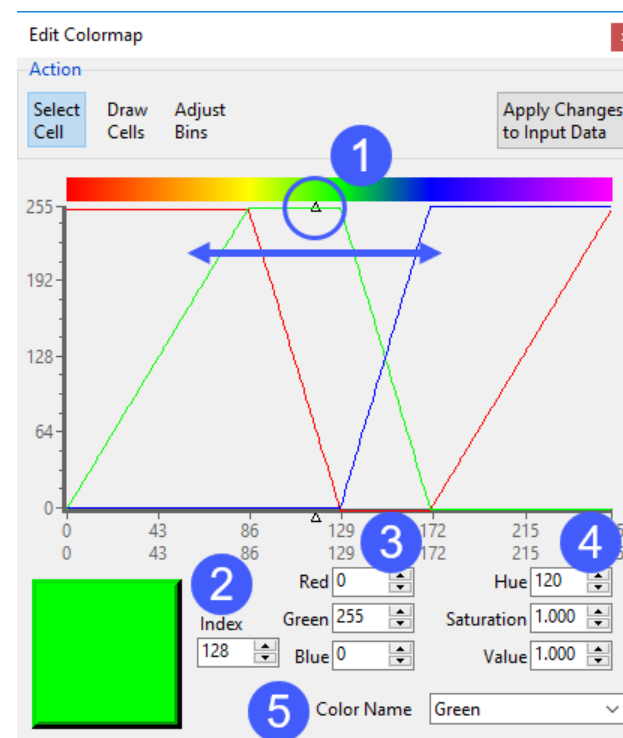 Edit Colormap
Action
Select Draw Adjust Apply Changes
Cell Cells Bins to Input Data
1
255
192
128
64
0
0 43 86 129 172 215
0 43 86 129 172 215
2 3 4
Red 0 Hue 120
Index Green 255 Saturation 1.000
128 Blue 0 Value 1.000
5 Color Name Green